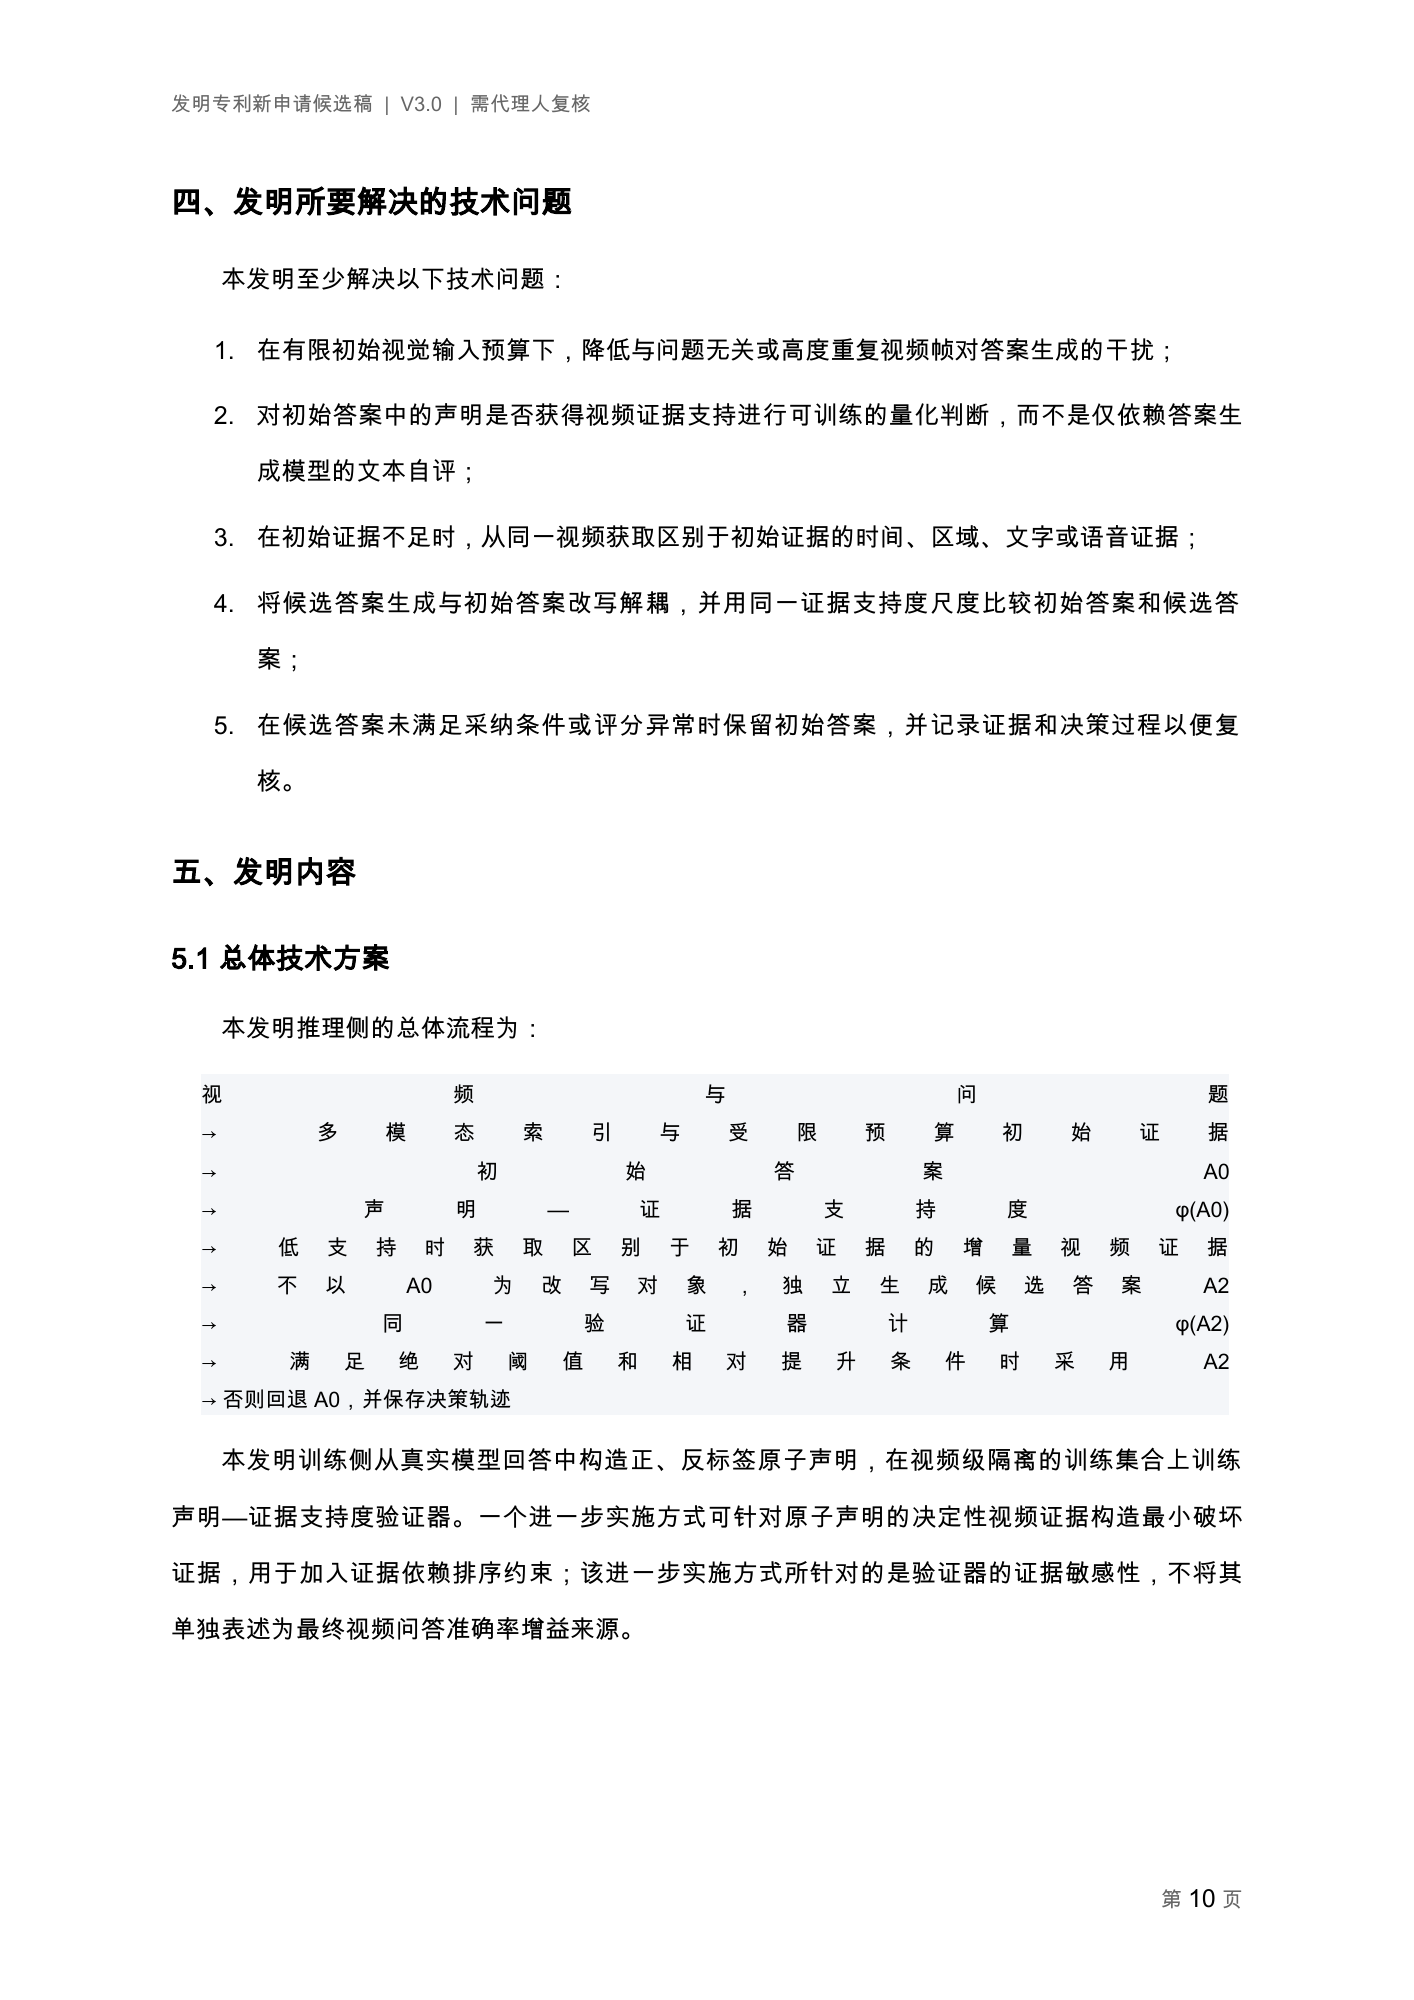 发明专利新申请候选稿 | V3.0 | 需代理人复核
四、发明所要解决的技术问题
本发明至少解决以下技术问题：
1. 在有限初始视觉输入预算下，降低与问题无关或高度重复视频帧对答案生成的干扰；
2. 对初始答案中的声明是否获得视频证据支持进行可训练的量化判断，而不是仅依赖答案生
成模型的文本自评；
3. 在初始证据不足时，从同一视频获取区别于初始证据的时间、区域、文字或语音证据；
4. 将候选答案生成与初始答案改写解耦，并用同一证据支持度尺度比较初始答案和候选答
案；
5. 在候选答案未满足采纳条件或评分异常时保留初始答案，并记录证据和决策过程以便复
核。
五、发明内容
5.1 总体技术方案
本发明推理侧的总体流程为：
视频与问题
→ 多模态索引与受限预算初始证据
→ 初始答案 A0
→ 声明—证据支持度 φ(A0)
→ 低支持时获取区别于初始证据的增量视频证据
→ 不以 A0 为改写对象，独立生成候选答案 A2
→ 同一验证器计算 φ(A2)
→ 满足绝对阈值和相对提升条件时采用 A2
→ 否则回退 A0，并保存决策轨迹
本发明训练侧从真实模型回答中构造正、反标签原子声明，在视频级隔离的训练集合上训练
声明—证据支持度验证器。一个进一步实施方式可针对原子声明的决定性视频证据构造最小破坏
证据，用于加入证据依赖排序约束；该进一步实施方式所针对的是验证器的证据敏感性，不将其
单独表述为最终视频问答准确率增益来源。
第 10 页